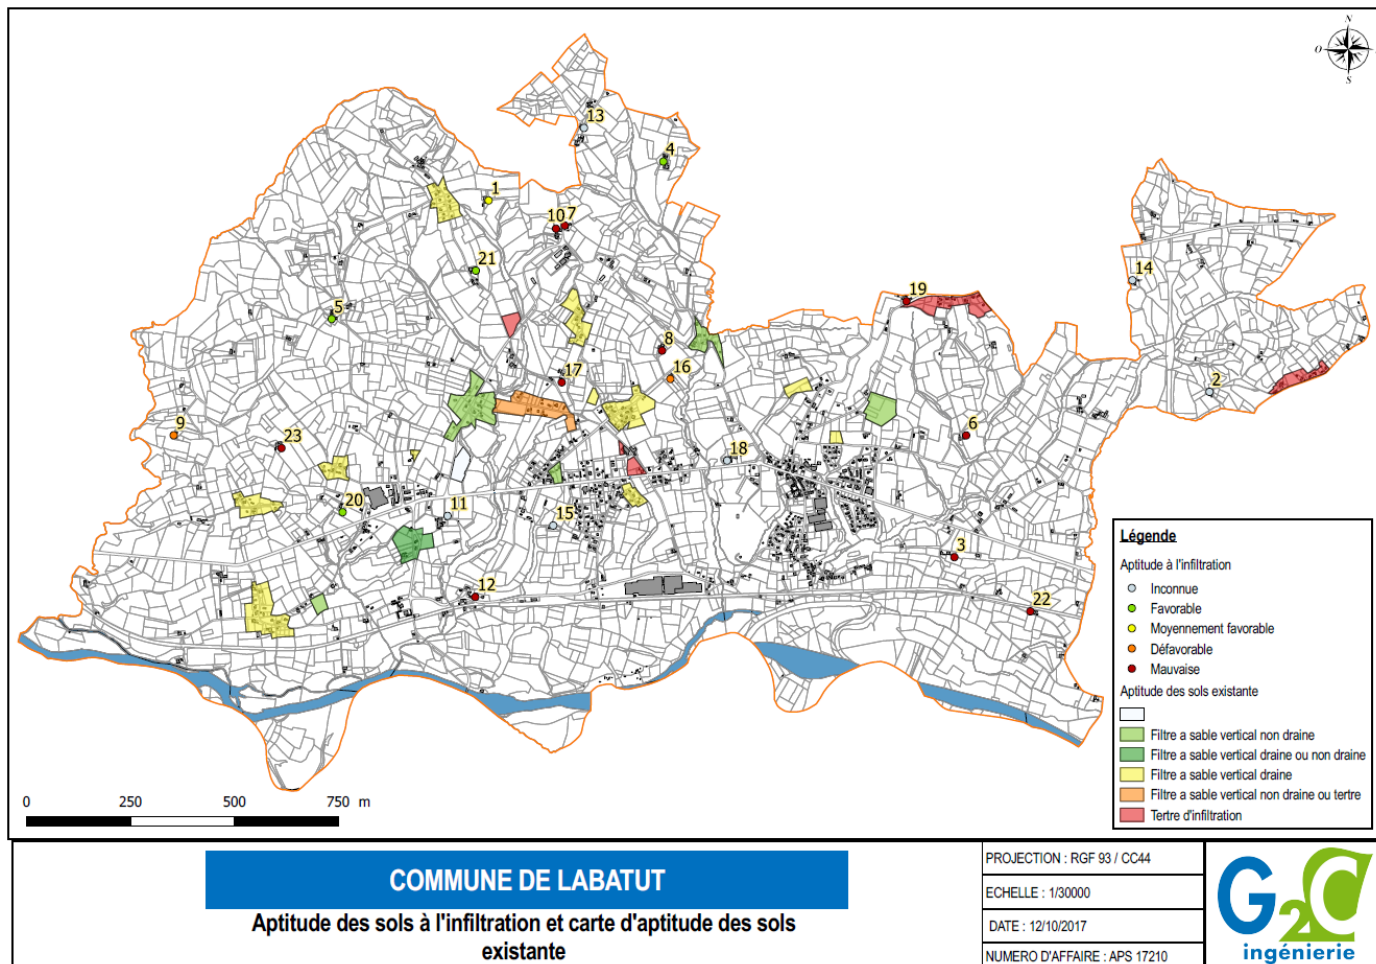 N
O
S
13
4
1
10 7
21
14
19
5
8
17
16
2
9
23
6
18
20
11
15
3
12
22
Légende
Aptitude à l'infiltration
Inconnue
Favorable
Moyennement favorable
Défavorable
Mauvaise
Aptitude des sols existante
Filtre a sable vertical non draine
Filtre a sable vertical draine ou non draine
Filtre a sable vertical draine
Filtre a sable vertical non draine ou tertre
Tertre d'infiltration
0 250 500 750 m
COMMUNE DE LABATUT
Aptitude des sols à l'infiltration et carte d'aptitude des sols
existante
PROJECTION : RGF 93 / CC44
ECHELLE : 1/30000
DATE : 12/10/2017
NUMERO D'AFFAIRE : APS 17210
G2C
ingénierie